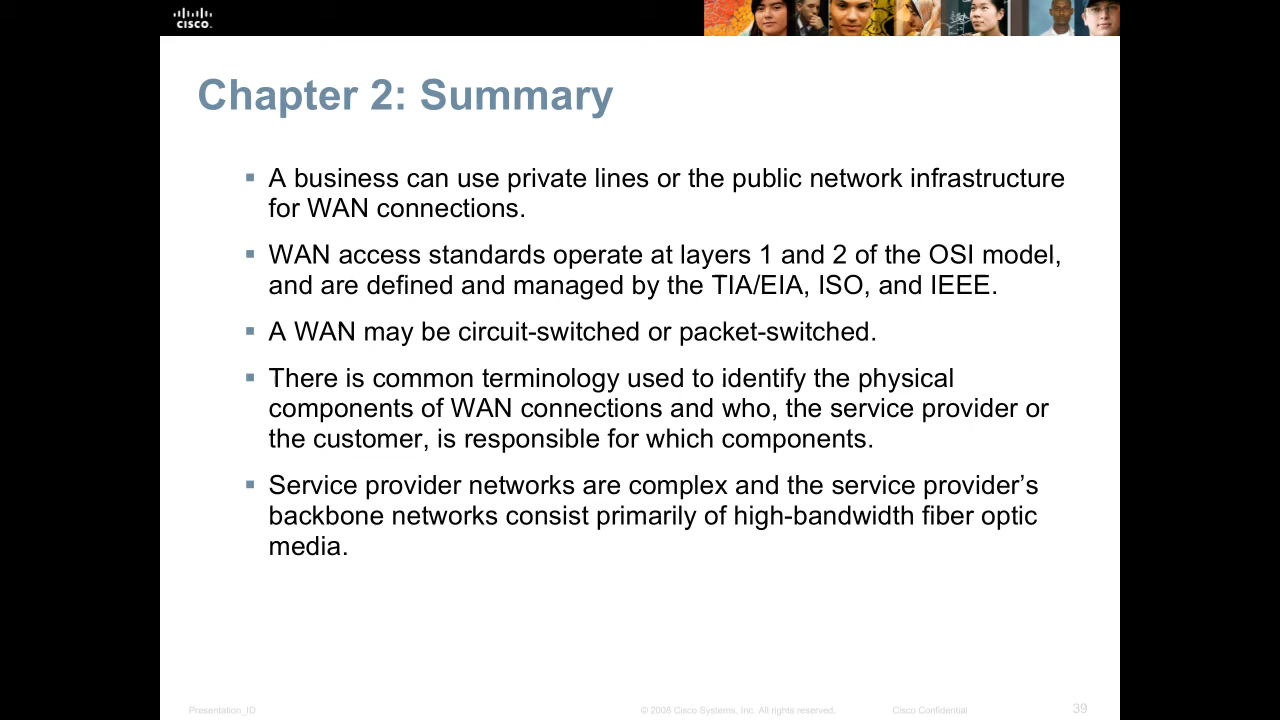 CISCO
Chapter 2: Summary
▪ A business can use private lines or the public network infrastructure
for WAN connections.
▪ WAN access standards operate at layers 1 and 2 of the OSI model,
and are defined and managed by the TIA/EIA, ISO, and IEEE.
▪ A WAN may be circuit-switched or packet-switched.
▪ There is common terminology used to identify the physical
components of WAN connections and who, the service provider or
the customer, is responsible for which components.
▪ Service provider networks are complex and the service provider’s
backbone networks consist primarily of high-bandwidth fiber optic
media.
Presentation_ID © 2008 Cisco Systems, Inc. All rights reserved. Cisco Confidential 39